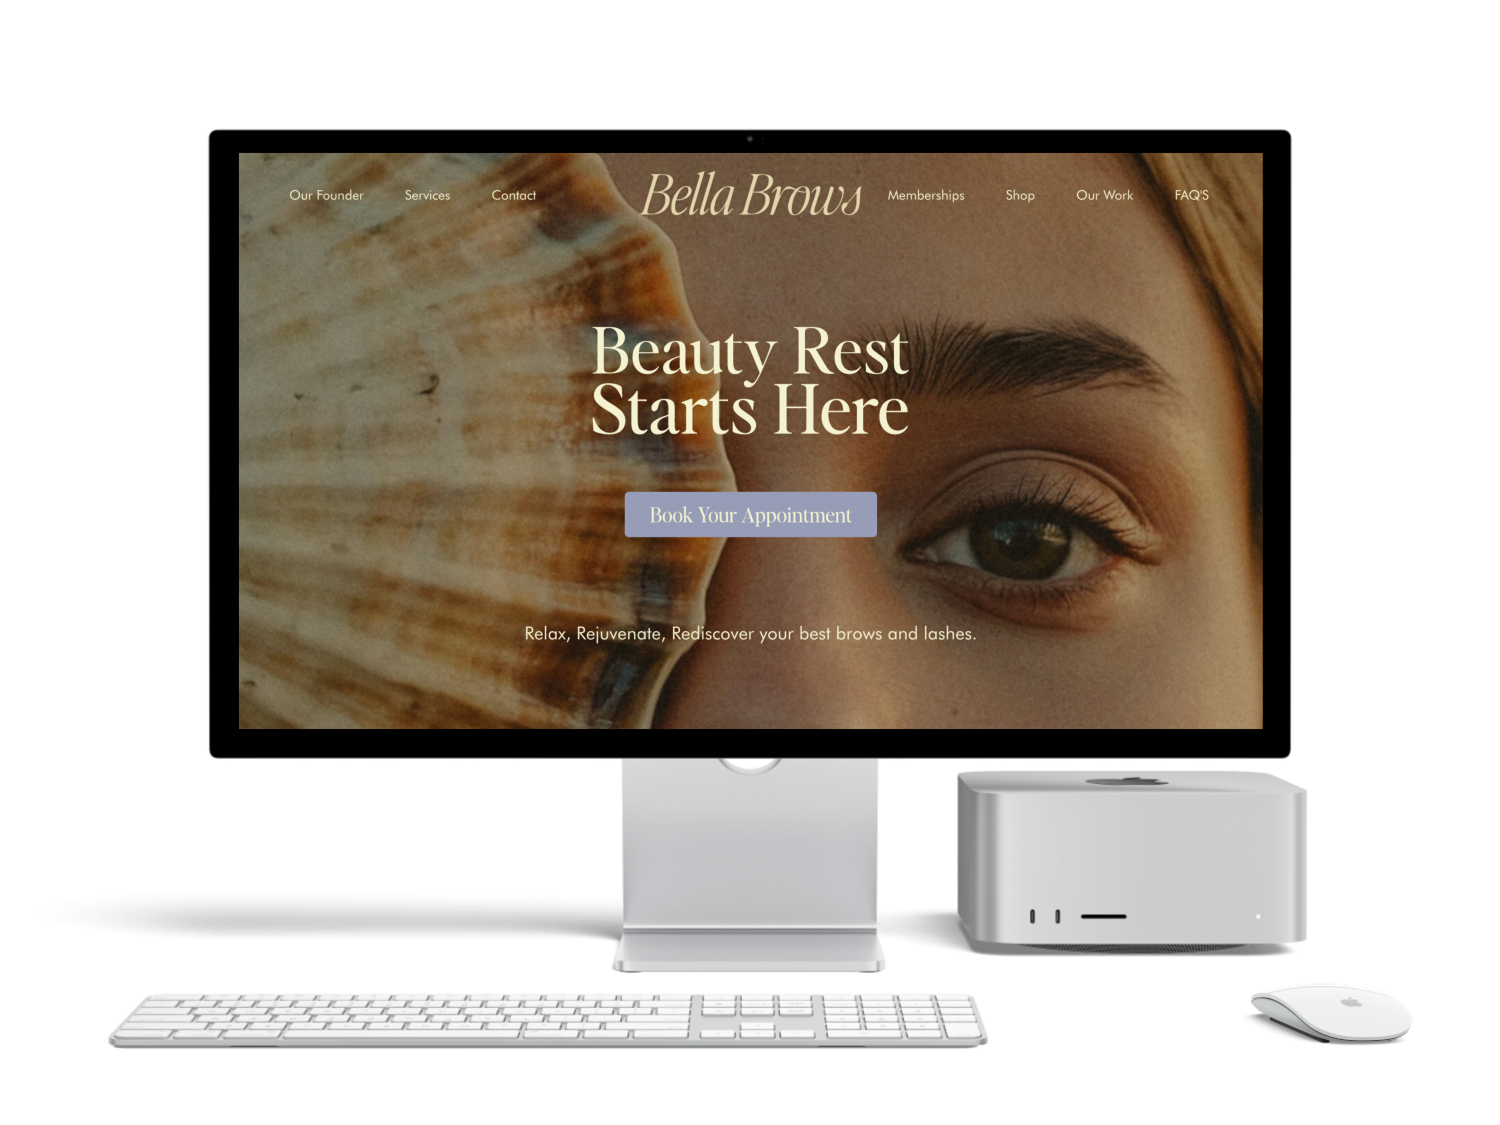 Our Founder Services Contact Bella Brows Memberships Shop Our Work FAQ'S
Beauty Rest
Starts Here
Book Your Appointment
Relax, Rejuvenate, Rediscover your best brows and lashes.